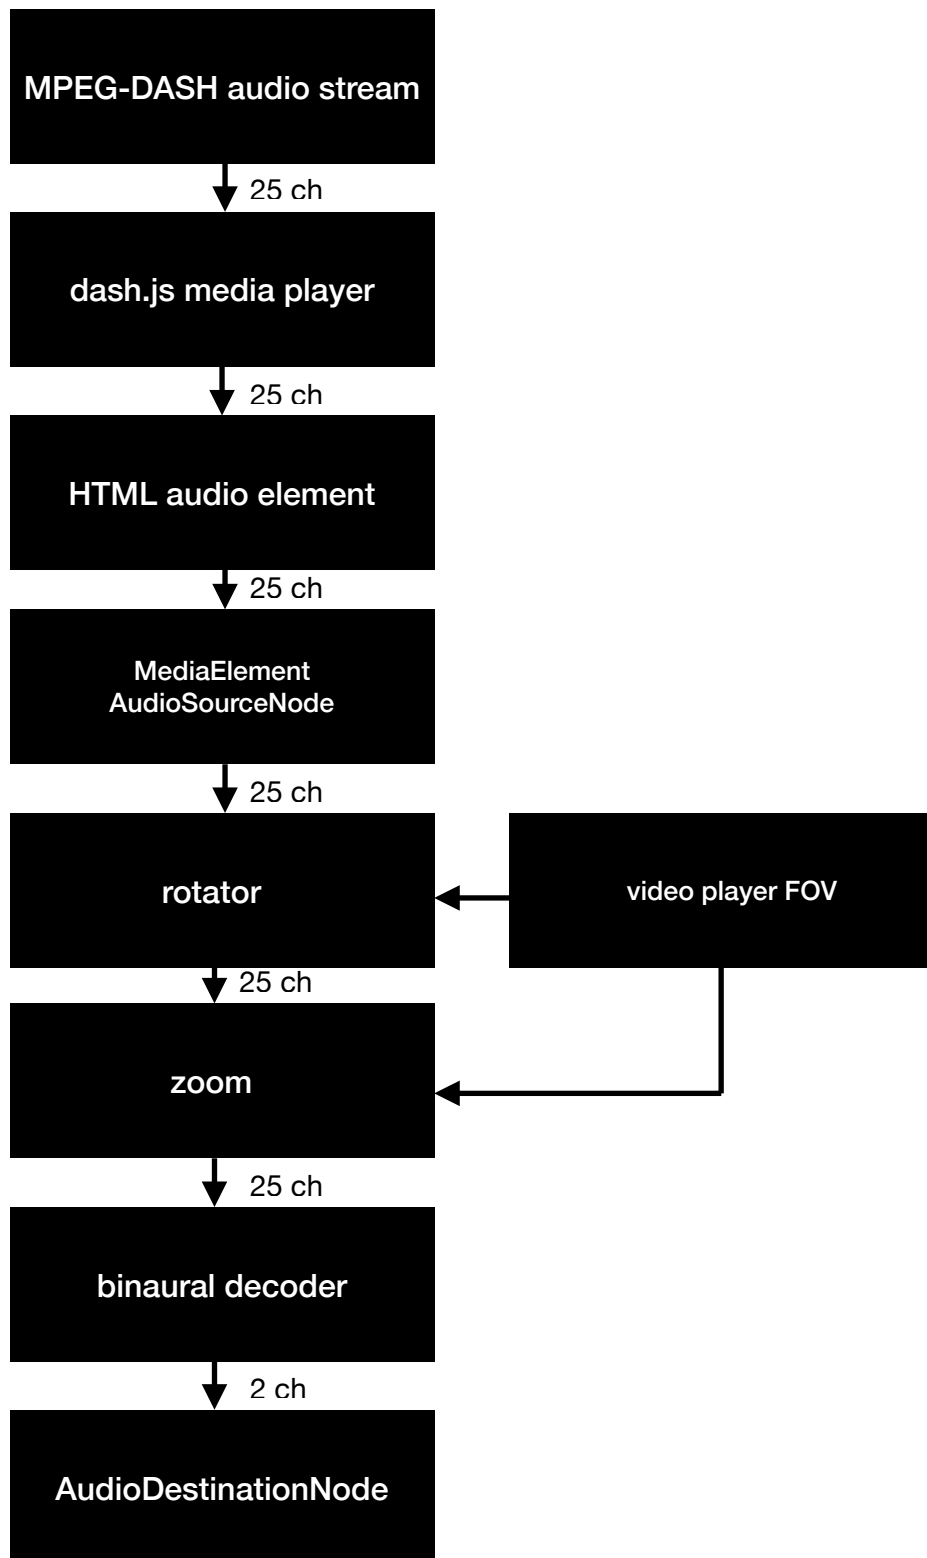 MPEG-DASH audio stream
25 ch
dash.js media player
25 ch
HTML audio element
25 ch
MediaElement
AudioSourceNode
25 ch
rotator
video player FOV
25 ch
zoom
25 ch
binaural decoder
2 ch
AudioDestinationNode